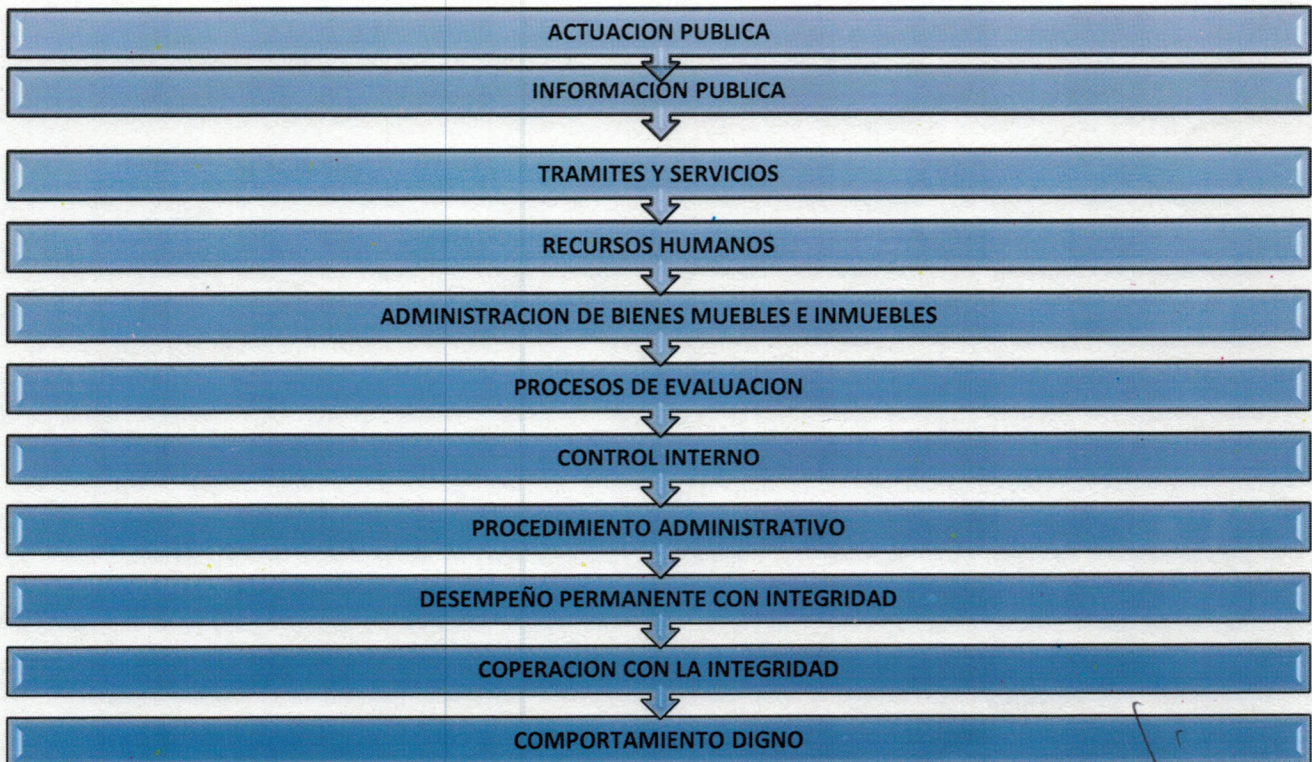 ACTUACION PUBLICA
INFORMACIÓN PUBLICA
TRAMITES Y SERVICIOS
RECURSOS HUMANOS
ADMINISTRACION DE BIENES MUEBLES E INMUEBLES
PROCESOS DE EVALUACION
CONTROL INTERNO
PROCEDIMIENTO ADMINISTRATIVO
DESEMPEÑO PERMANENTE CON INTEGRIDAD
COPERACION CON LA INTEGRIDAD
COMPORTAMIENTO DIGNO